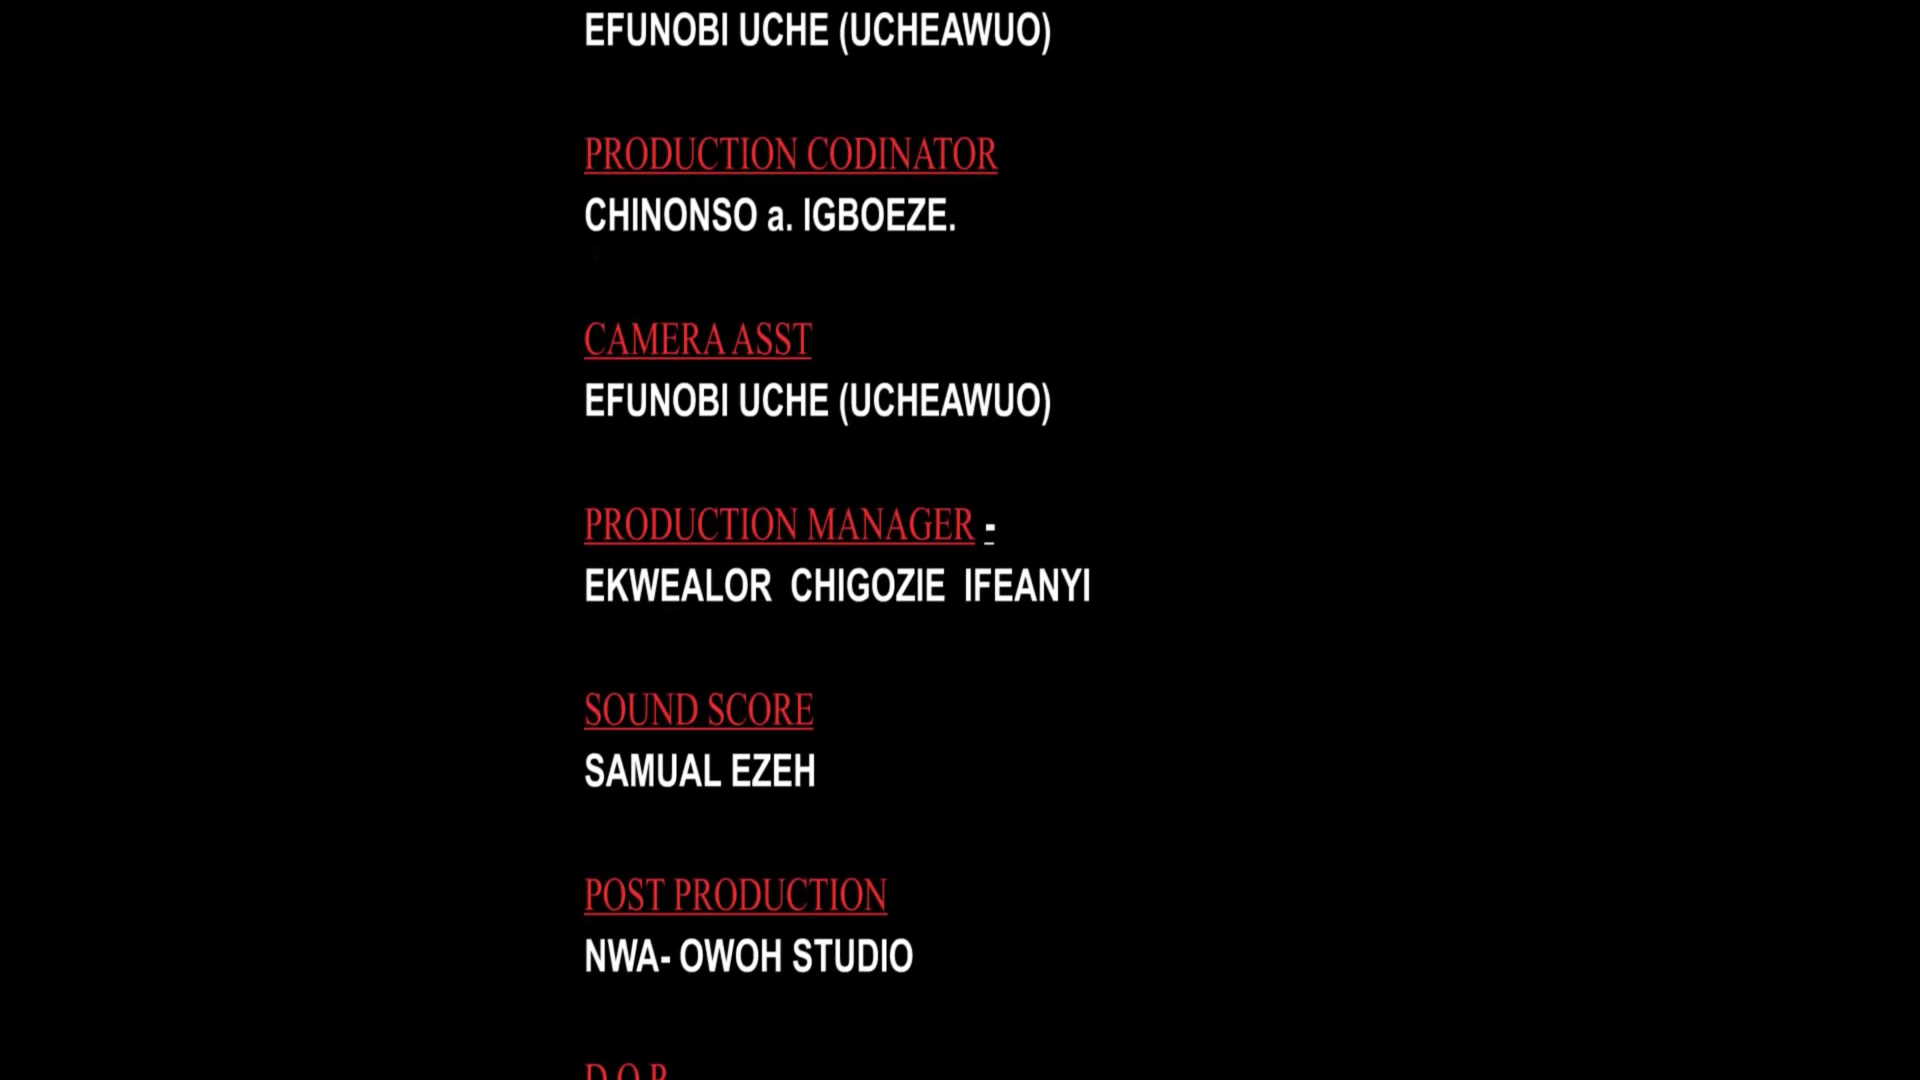 EFUNOBI UCHE (UCHEAWUO)
PRODUCTION CODINATOR
CHINONSO a. IGBOEZE.
CAMERA ASST
EFUNOBI UCHE (UCHEAWUO)
PRODUCTION MANAGER -
EKWEALOR CHIGOZIE IFEANYI
SOUND SCORE
SAMUAL EZEH
POST PRODUCTION
NWA- OWOH STUDIO
D.O.P